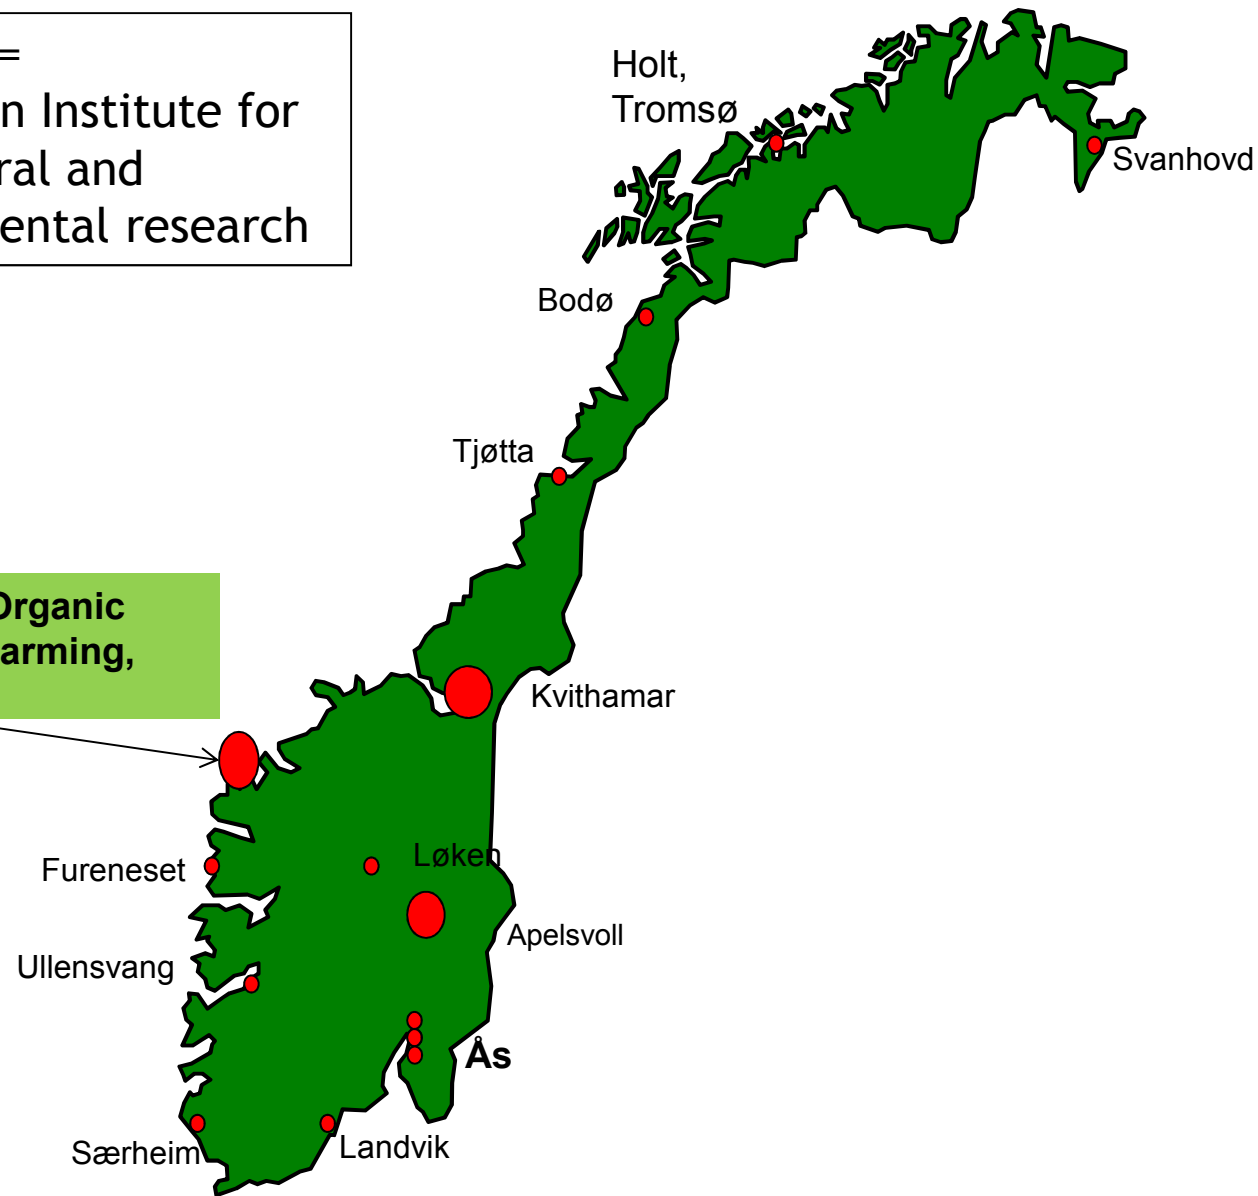 =
n Institute for
ral and
ental research
Holt,
Tromsø
Svanhovd
Bodø
Tjøtta
Organic
arming,
Kvithamar
Fureneset
Løken
Apelsvoll
Ullensvang
Ås
Særheim
Landvik